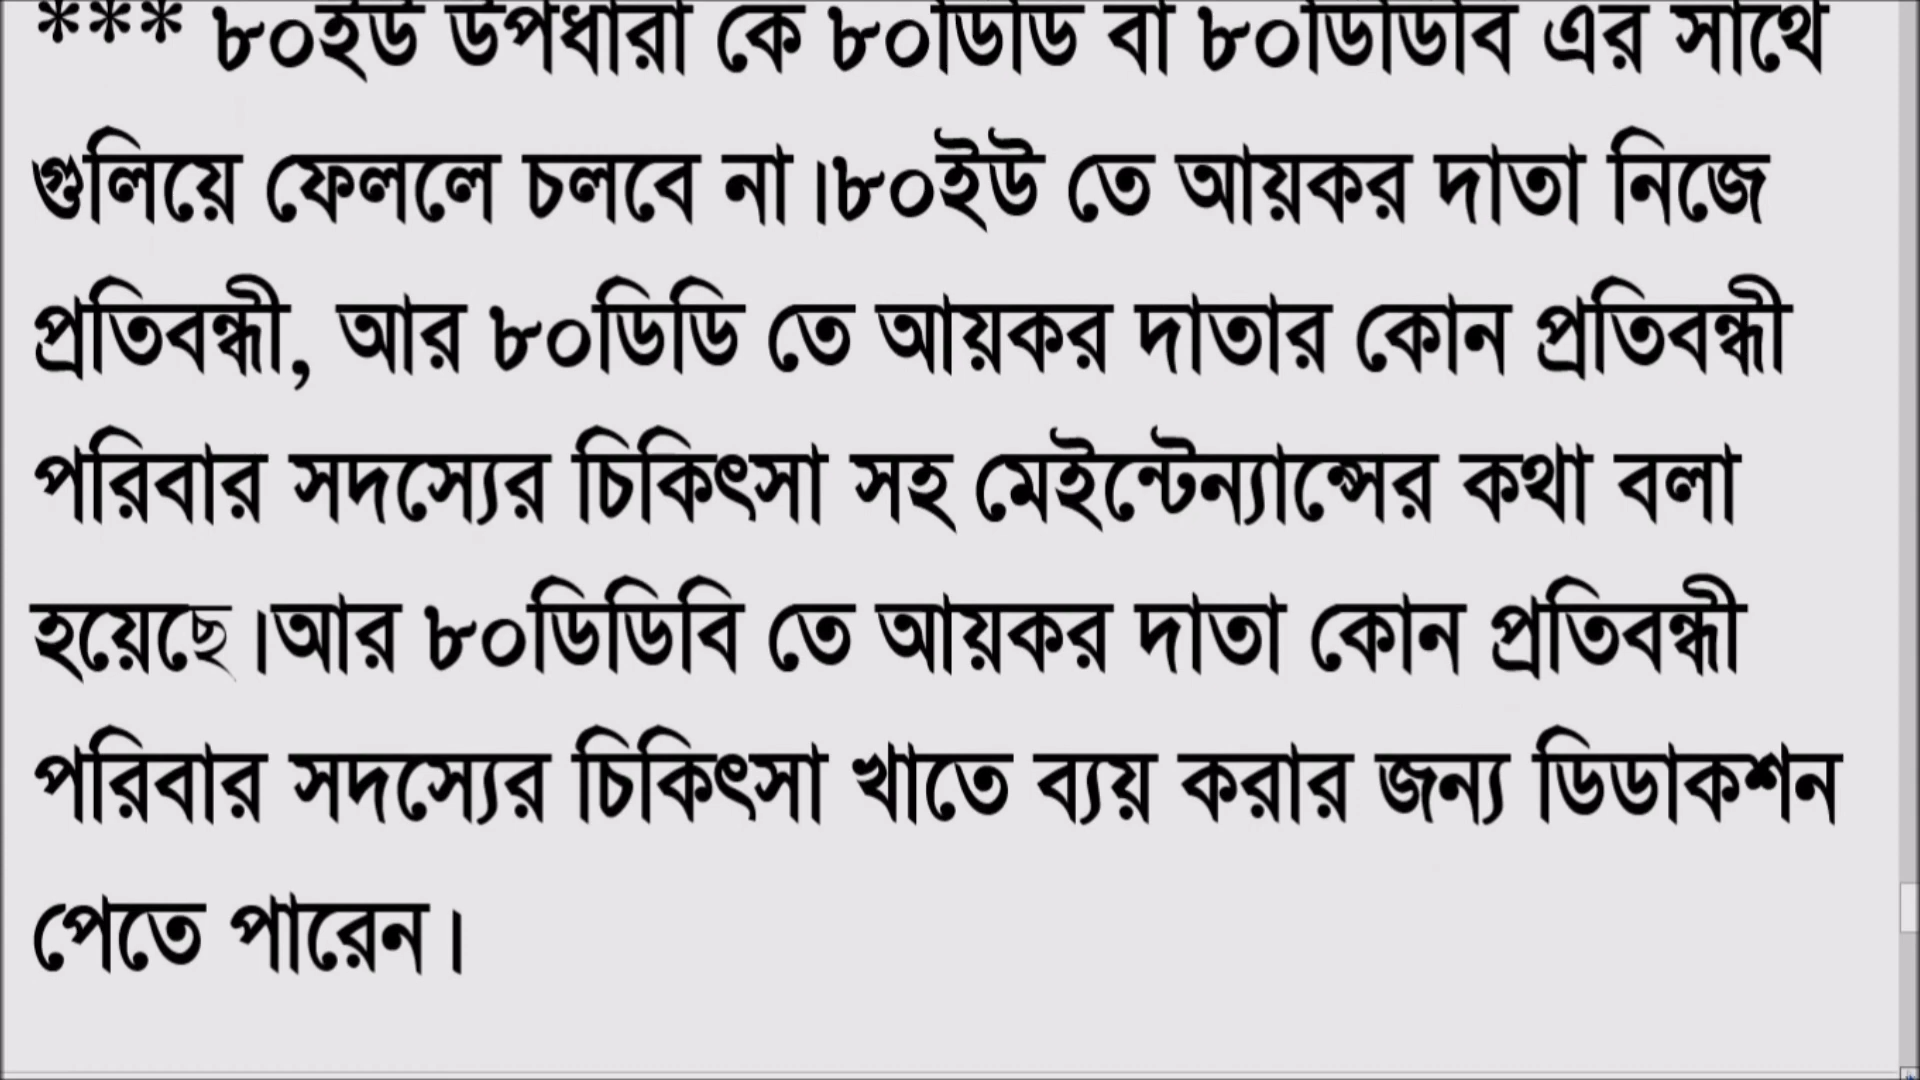 *** ৮০ইউ উপধারা কে ৮০ডিডি বা ৮০ডিডিবি এর সাথে
গুলিয়ে ফেললে চলবে না।৮০ইউ তে আয়কর দাতা নিজে
প্রতিবন্ধী, আর ৮০ডিডি তে আয়কর দাতার কোন প্রতিবন্ধী
পরিবার সদস্যের চিকিৎসা সহ মেইন্টেন্যান্সের কথা বলা
হয়েছে।আর ৮০ডিডিবি তে আয়কর দাতা কোন প্রতিবন্ধী
পরিবার সদস্যের চিকিৎসা খাতে ব্যয় করার জন্য ডিডাকশন
পেতে পারেন।